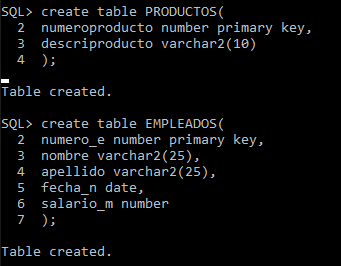 SQL> create table PRODUCTOS(
  2  numeroproducto number primary key,
  3  descriproducto varchar2(10)
  4  );
Table created.
SQL> create table EMPLEADOS(
  2  numero_e number primary key,
  3  nombre varchar2(25),
  4  apellido varchar2(25),
  5  fecha_n date,
  6  salario_m number
  7  );
Table created.